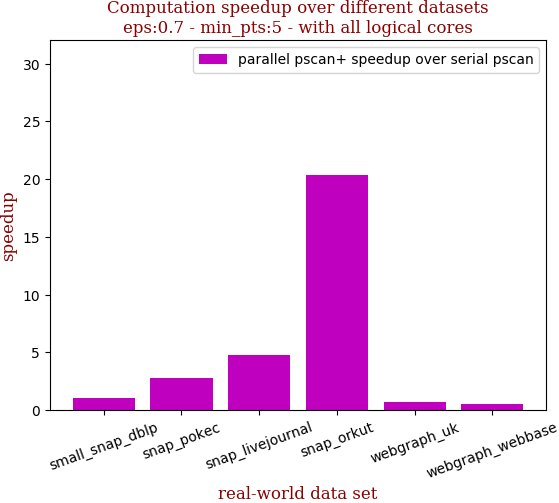 Computation speedup over different datasets
eps:0.7 - min_pts:5 - with all logical cores
parallel pscan+ speedup over serial pscan
speedup
30
25
20
15
10
5
0
small_snap_dblp
snap_pokec
snap_livejournal
snap_orkut
webgraph_uk
webgraph_webbase
real-world data set